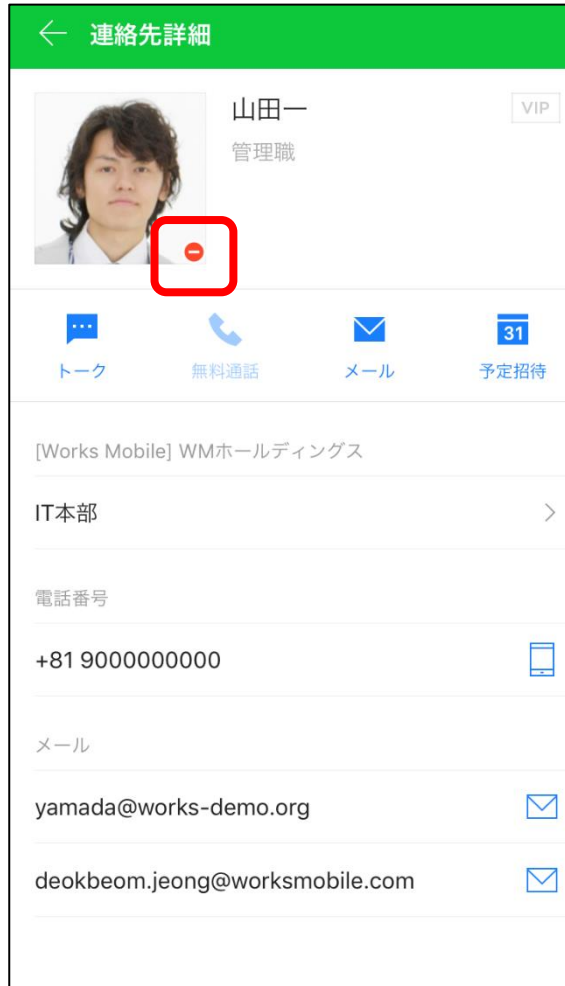 連絡先詳細
山田一
VIP
管理職
31
トーク
無料通話
メール
予定招待
[Works Mobile] WMホールディングス
IT本部
電話番号
+81 9000000000
メール
yamada@works-demo.org
deokbeom.jeong@worksmobile.com